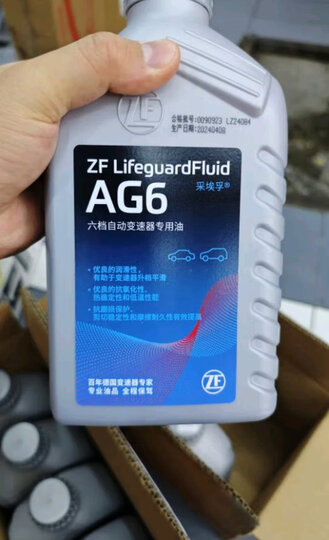 ZF
合格批号:0090923 LZ24084
生产日期:20240408
ZF LifeguardFluid
AG6 采埃孚®
六档自动变速器专用油
•优良的润滑性，
有助于变速器升档平滑
•优良的抗氧化性，
热稳定性和低温性能
•抗磨损保护，
剪切稳定性和摩擦耐久性有效提高
百年德国变速器专家
专业油品 全程保驾
ZF